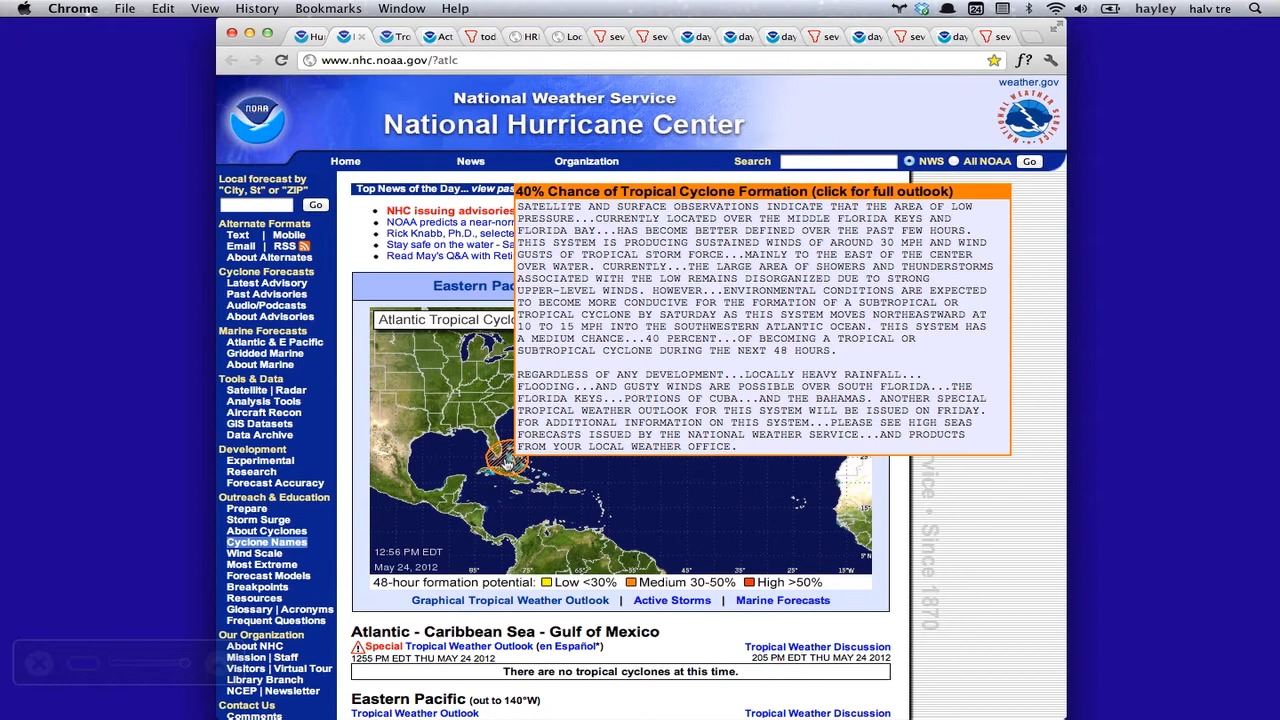 Chrome File Edit View History Bookmarks Window Help 24 hayley halv tre
Hu Tro Act tod HR Loc sev sev day day day sev day sev day sev
www.nhc.noaa.gov/?atlc
f?
weather.gov
NOAA
National Weather Service
National Hurricane Center
Home News Organization Search NWS All NOAA Go
Local forecast by
"City, St" or "ZIP"
Go
Alternate Formats
Text | Mobile
Email | RSS
About Alternates
Cyclone Forecasts
Latest Advisory
Past Advisories
Audio/Podcasts
About Advisories
Marine Forecasts
Atlantic & E Pacific
Gridded Marine
About Marine
Tools & Data
Satellite | Radar
Analysis Tools
Aircraft Recon
GIS Datasets
Data Archive
Development
Experimental
Research
Forecast Accuracy
Outreach & Education
Prepare
Storm Surge
About Cyclones
Cyclone Names
Wind Scale
Most Extreme
Forecast Models
Breakpoints
Resources
Glossary | Acronyms
Frequent Questions
Our Organization
About NHC
Mission | Staff
Visitors | Virtual Tour
Library Branch
NCEP | Newsletter
Contact Us
Comments
Top News of the Day... view pas
NHC issuing advisories
NOAA predicts a near-norr
Rick Knabb, Ph.D., selecte
Stay safe on the water - Sa
Read May's Q&A with Reti
Eastern Pac
Atlantic Tropical Cyclo
40% Chance of Tropical Cyclone Formation (click for full outlook)
SATELLITE AND SURFACE OBSERVATIONS INDICATE THAT THE AREA OF LOW
PRESSURE...CURRENTLY LOCATED OVER THE MIDDLE FLORIDA KEYS AND
FLORIDA BAY...HAS BECOME BETTER DEFINED OVER THE PAST FEW HOURS.
THIS SYSTEM IS PRODUCING SUSTAINED WINDS OF AROUND 30 MPH AND WIND
GUSTS OF TROPICAL STORM FORCE...MAINLY TO THE EAST OF THE CENTER
OVER WATER. CURRENTLY...THE LARGE AREA OF SHOWERS AND THUNDERSTORMS
ASSOCIATED WITH THE LOW REMAINS DISORGANIZED DUE TO STRONG
UPPER-LEVEL WINDS. HOWEVER...ENVIRONMENTAL CONDITIONS ARE EXPECTED
TO BECOME MORE CONDUCIVE FOR THE FORMATION OF A SUBTROPICAL OR
TROPICAL CYCLONE BY SATURDAY AS THIS SYSTEM MOVES NORTHEASTWARD AT
10 TO 15 MPH INTO THE SOUTHWESTERN ATLANTIC OCEAN. THIS SYSTEM HAS
A MEDIUM CHANCE...40 PERCENT...OF BECOMING A TROPICAL OR
SUBTROPICAL CYCLONE DURING THE NEXT 48 HOURS.
REGARDLESS OF ANY DEVELOPMENT...LOCALLY HEAVY RAINFALL...
FLOODING...AND GUSTY WINDS ARE POSSIBLE OVER SOUTH FLORIDA...THE
FLORIDA KEYS...PORTIONS OF CUBA...AND THE BAHAMAS. ANOTHER SPECIAL
TROPICAL WEATHER OUTLOOK FOR THIS SYSTEM WILL BE ISSUED ON FRIDAY.
FOR ADDITIONAL INFORMATION ON THIS SYSTEM...PLEASE SEE HIGH SEAS
FORECASTS ISSUED BY THE NATIONAL WEATHER SERVICE...AND PRODUCTS
FROM YOUR LOCAL WEATHER OFFICE.
12:56 PM EDT
May 24, 2012
48-hour formation potential: Low <30% Medium 30-50% High >50%
Graphical Tropical Weather Outlook | Active Storms | Marine Forecasts
Atlantic - Caribbean Sea - Gulf of Mexico
Special Tropical Weather Outlook (en Español*) Tropical Weather Discussion
1255 PM EDT THU MAY 24 2012 205 PM EDT THU MAY 24 2012
There are no tropical cyclones at this time.
Eastern Pacific (out to 140°W)
Tropical Weather Outlook Tropical Weather Discussion
Since 1870